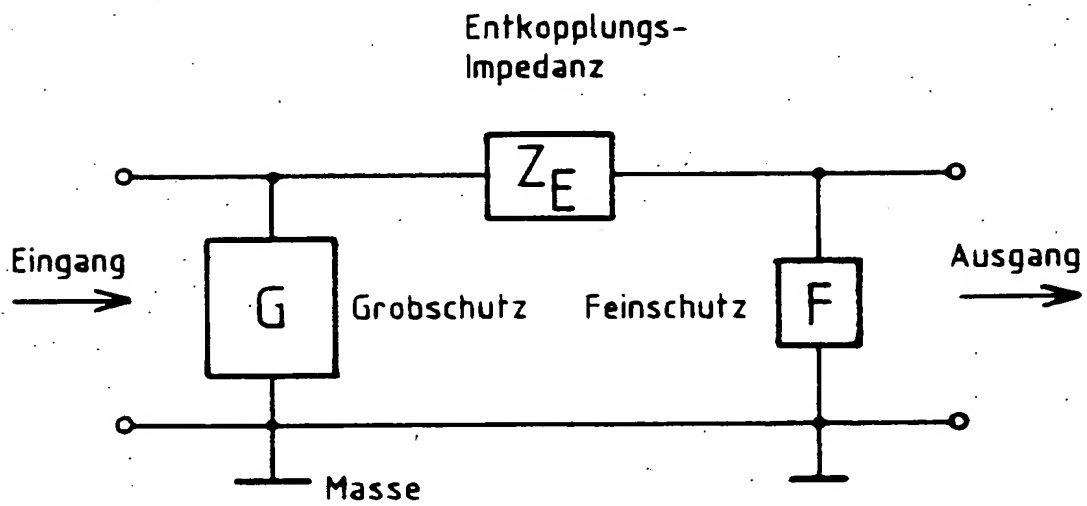 Entkopplungs-
Impedanz
Z_E
Eingang
Ausgang
G
Grobschutz
Feinschutz
F
Masse